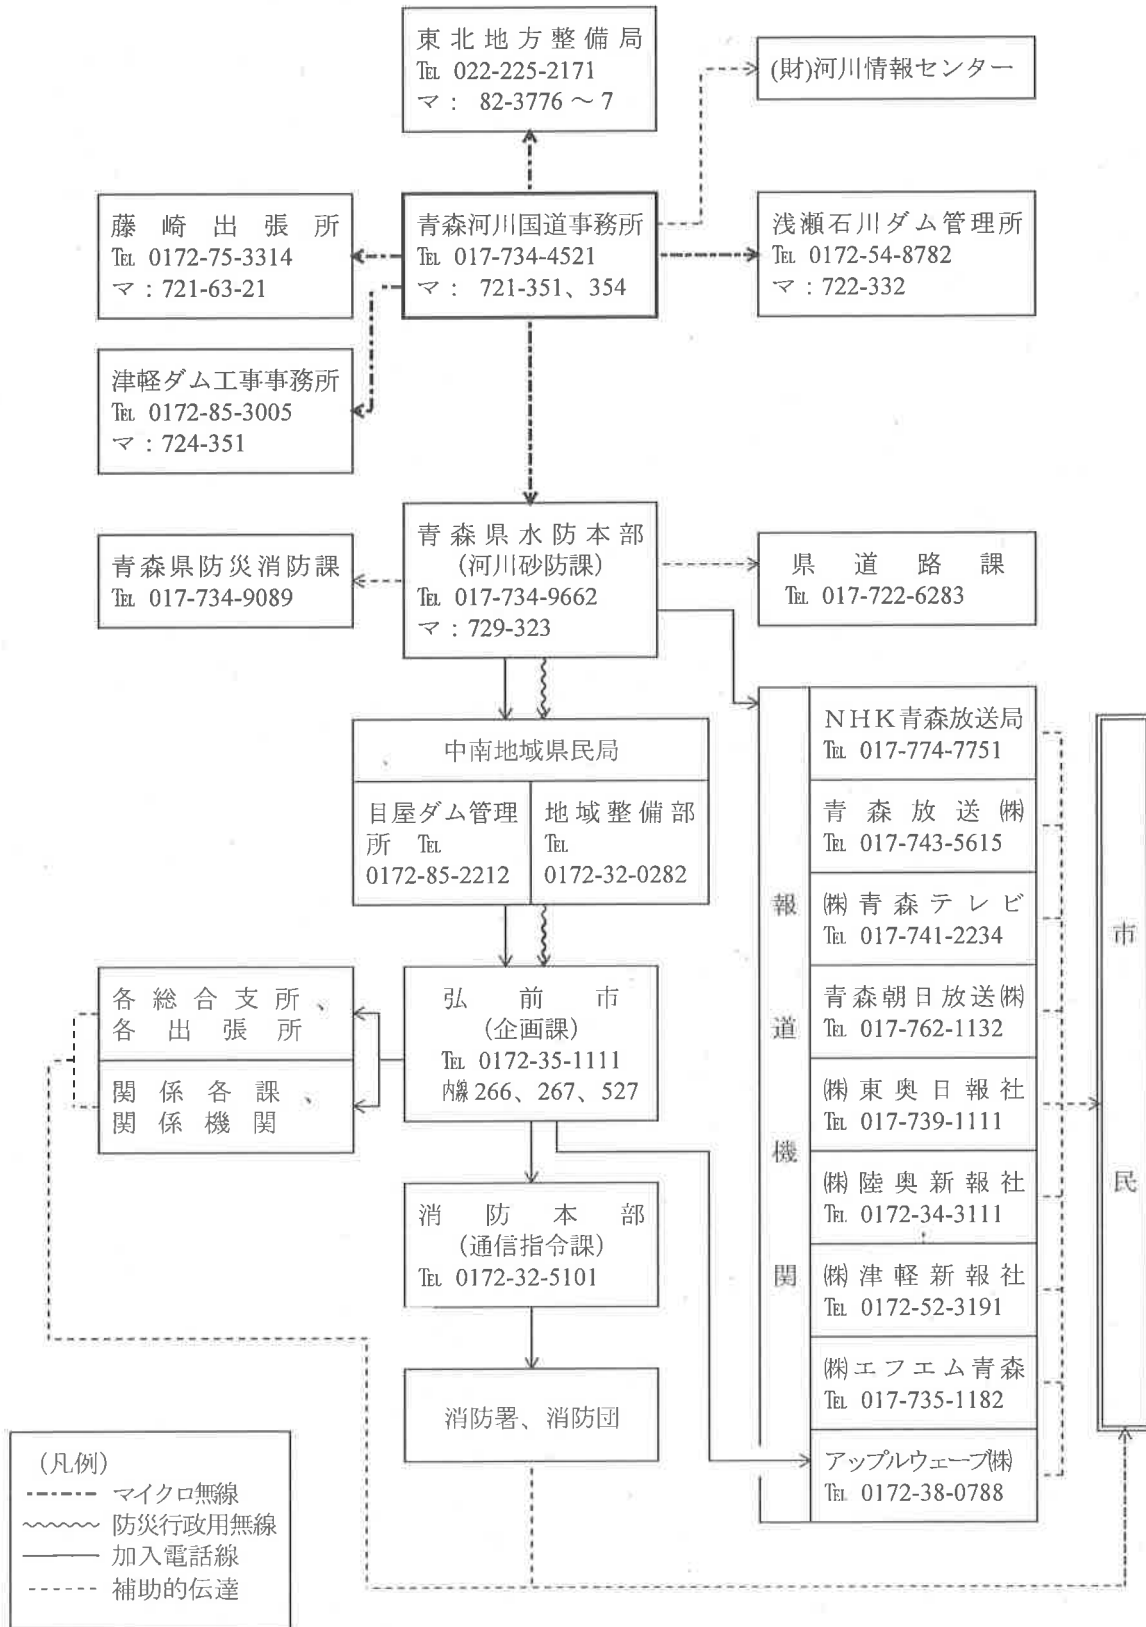 東北地方整備局
℡ 022-225-2171
マ： 82-3776 ～ 7
(財)河川情報センター
藤崎出張所
℡ 0172-75-3314
マ：721-63-21
青森河川国道事務所
℡ 017-734-4521
マ： 721-351、354
浅瀬石川ダム管理所
℡ 0172-54-8782
マ：722-332
津軽ダム工事事務所
℡ 0172-85-3005
マ：724-351
青森県防災消防課
℡ 017-734-9089
青森県水防本部
(河川砂防課)
℡ 017-734-9662
マ：729-323
県道路課
℡ 017-722-6283
中南地域県民局
目屋ダム管理
所 ℡
0172-85-2212
地域整備部
℡
0172-32-0282
報道機関
NHK青森放送局
℡ 017-774-7751
青森放送㈱
℡ 017-743-5615
㈱青森テレビ
℡ 017-741-2234
青森朝日放送㈱
℡ 017-762-1132
㈱東奥日報社
℡ 017-739-1111
㈱陸奥新報社
℡ 0172-34-3111
㈱津軽新報社
℡ 0172-52-3191
㈱エフエム青森
℡ 017-735-1182
アップルウェーブ㈱
℡ 0172-38-0788
市民
各総合支所、
各出張所
関係各課、
関係機関
弘前市
(企画課)
℡ 0172-35-1111
内線 266、267、527
消防本部
(通信指令課)
℡ 0172-32-5101
消防署、消防団
(凡例)
マイクロ無線
防災行政用無線
加入電話線
補助的伝達